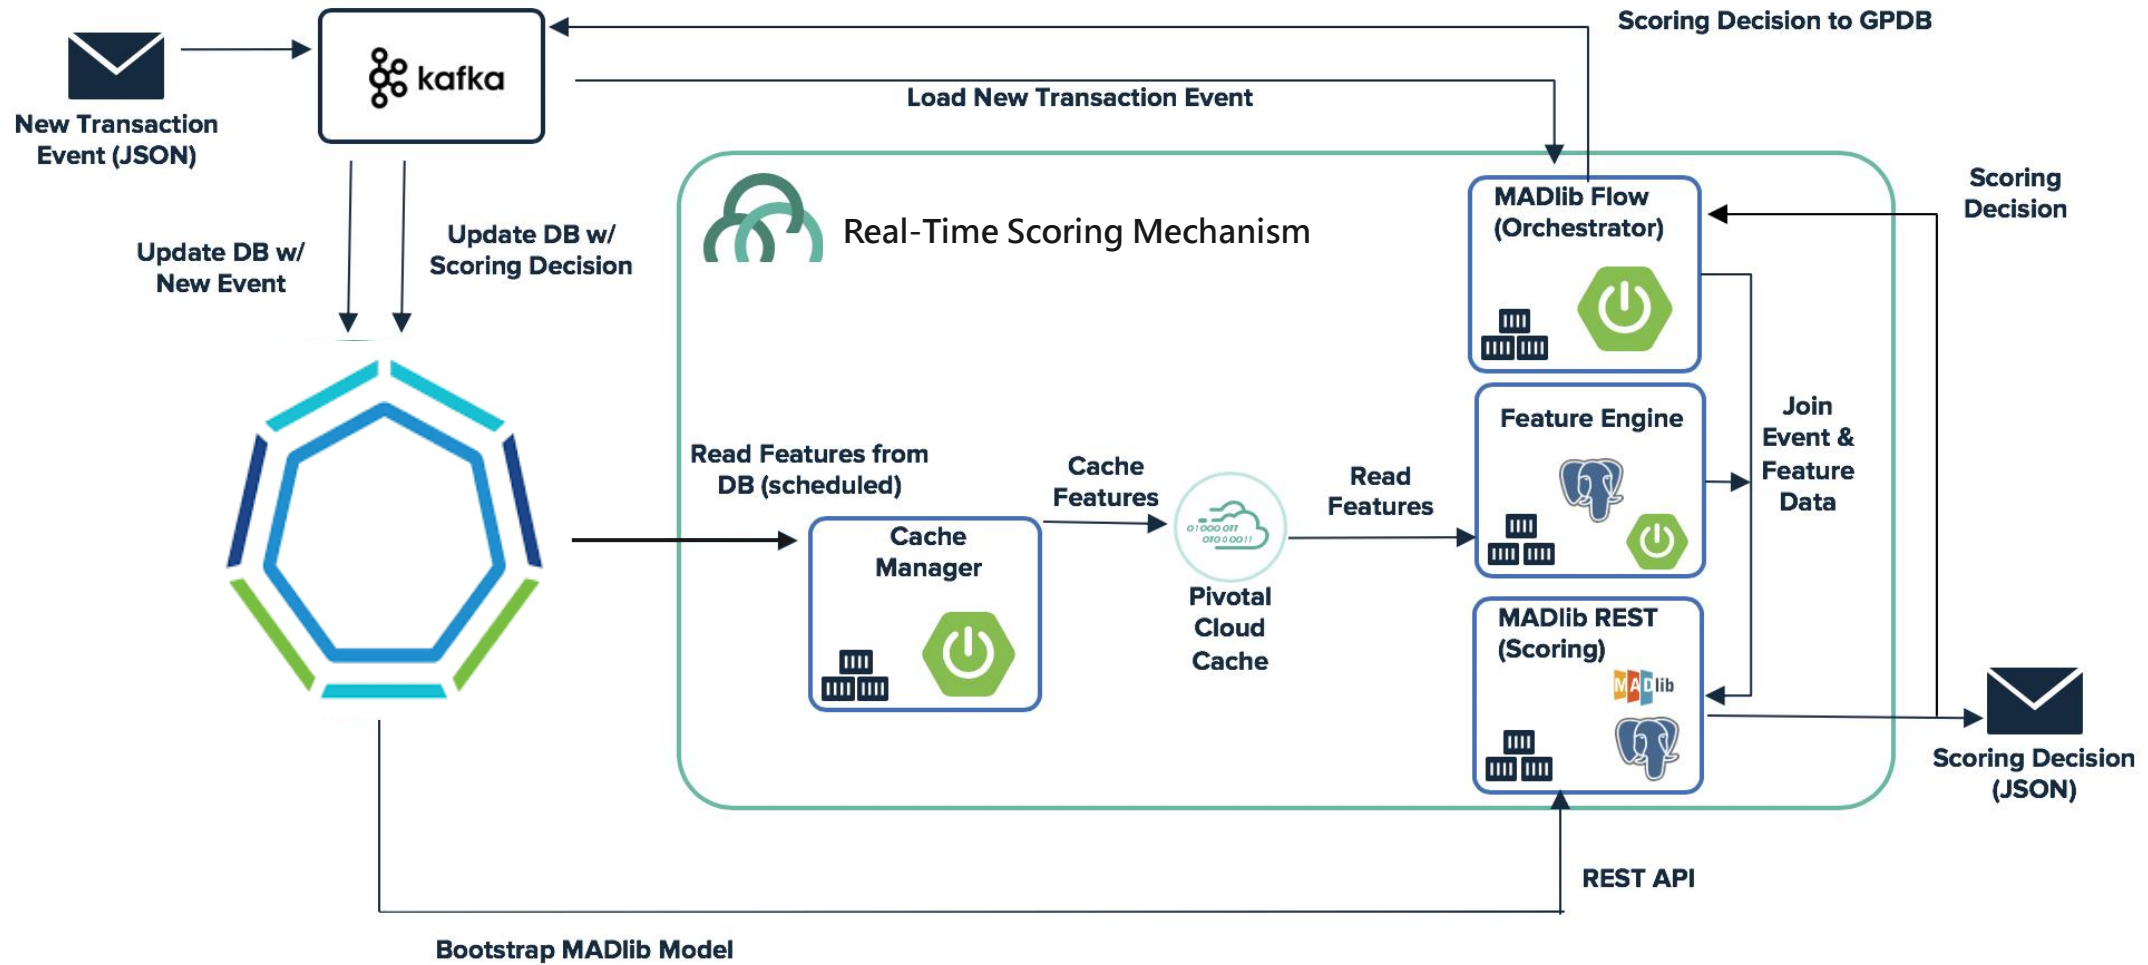 Scoring Decision to GPDB
kafka
Load New Transaction Event
New Transaction
Event (JSON)
Update DB w/
New Event
Update DB w/
Scoring Decision
Real-Time Scoring Mechanism
MADlib Flow
(Orchestrator)
Scoring
Decision
Join
Event &
Feature
Data
Feature Engine
Read Features from
DB (scheduled)
Cache
Features
Read
Features
Cache
Manager
Pivotal
Cloud
Cache
MADlib REST
(Scoring)
MADlib
Scoring Decision
(JSON)
REST API
Bootstrap MADlib Model